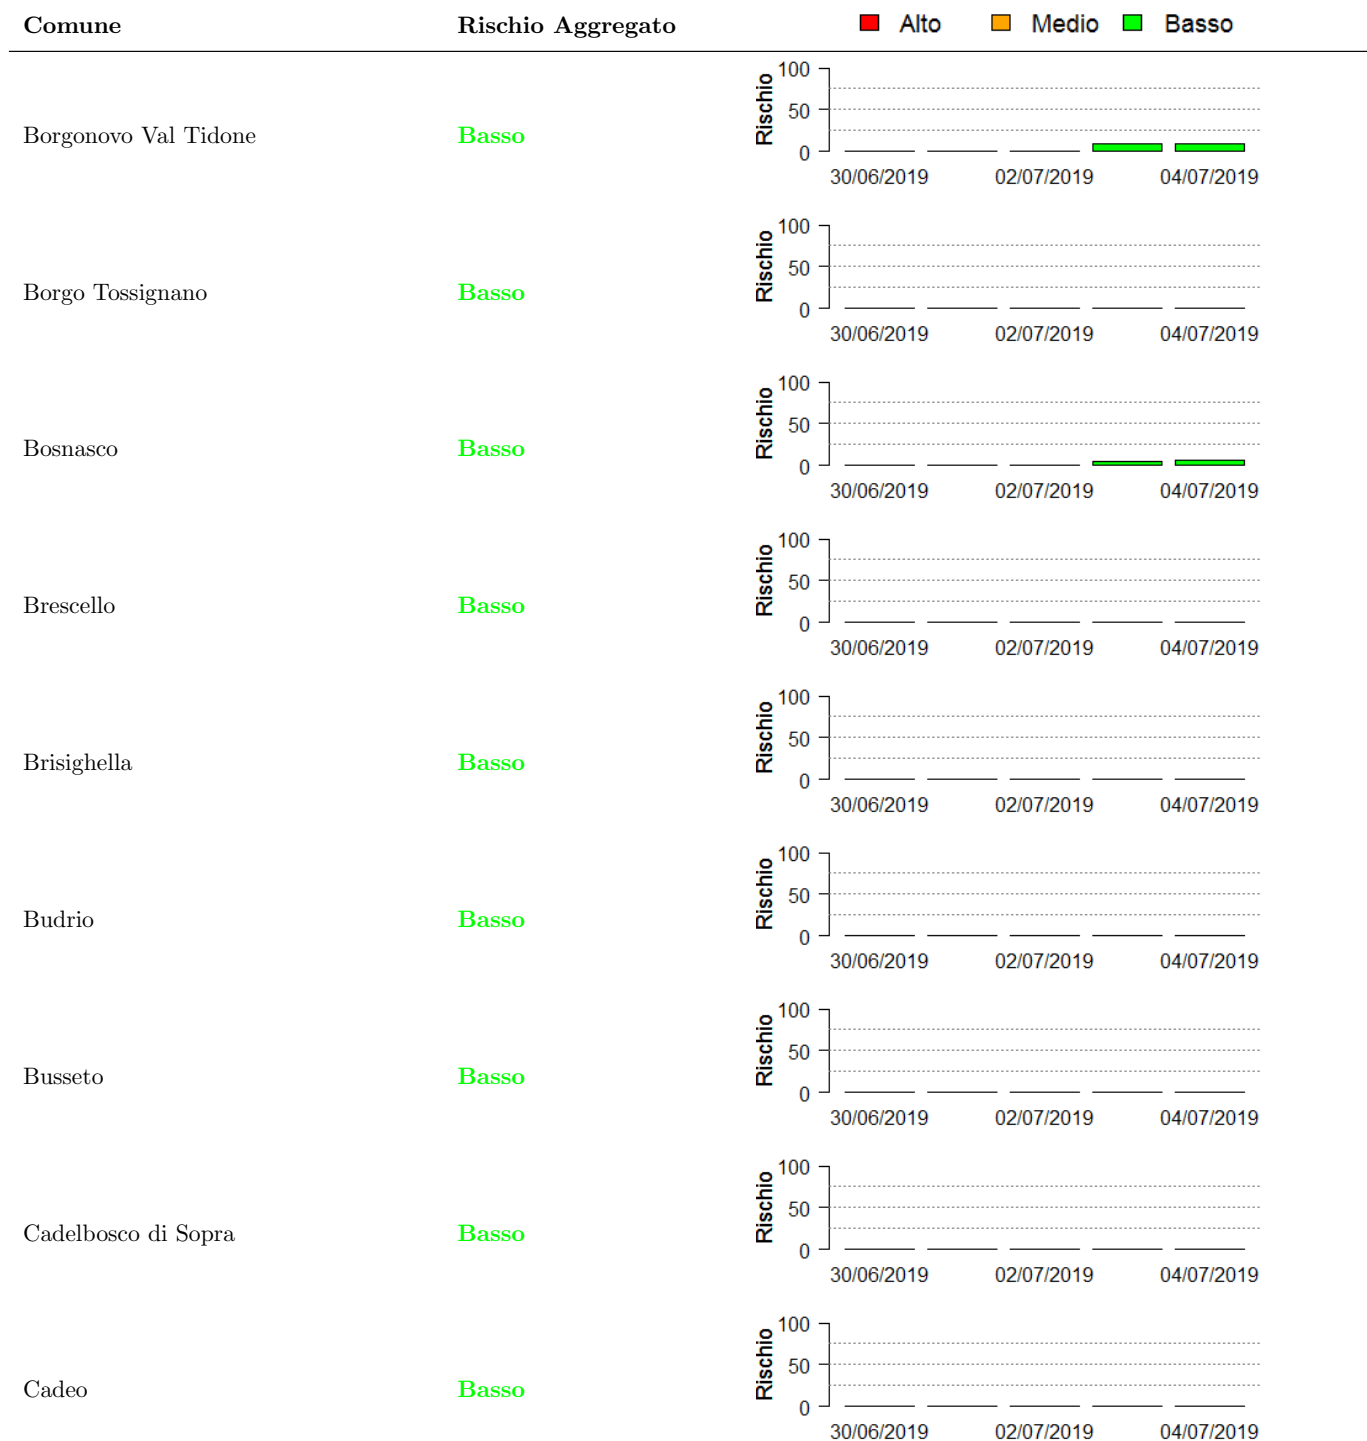 Comune Rischio Aggregato Alto Medio Basso
Borgonovo Val Tidone Basso
Rischio
100
50
0
30/06/2019 02/07/2019 04/07/2019
Borgo Tossignano Basso
Rischio
100
50
0
30/06/2019 02/07/2019 04/07/2019
Bosnasco Basso
Rischio
100
50
0
30/06/2019 02/07/2019 04/07/2019
Brescello Basso
Rischio
100
50
0
30/06/2019 02/07/2019 04/07/2019
Brisighella Basso
Rischio
100
50
0
30/06/2019 02/07/2019 04/07/2019
Budrio Basso
Rischio
100
50
0
30/06/2019 02/07/2019 04/07/2019
Busseto Basso
Rischio
100
50
0
30/06/2019 02/07/2019 04/07/2019
Cadelbosco di Sopra Basso
Rischio
100
50
0
30/06/2019 02/07/2019 04/07/2019
Cadeo Basso
Rischio
100
50
0
30/06/2019 02/07/2019 04/07/2019